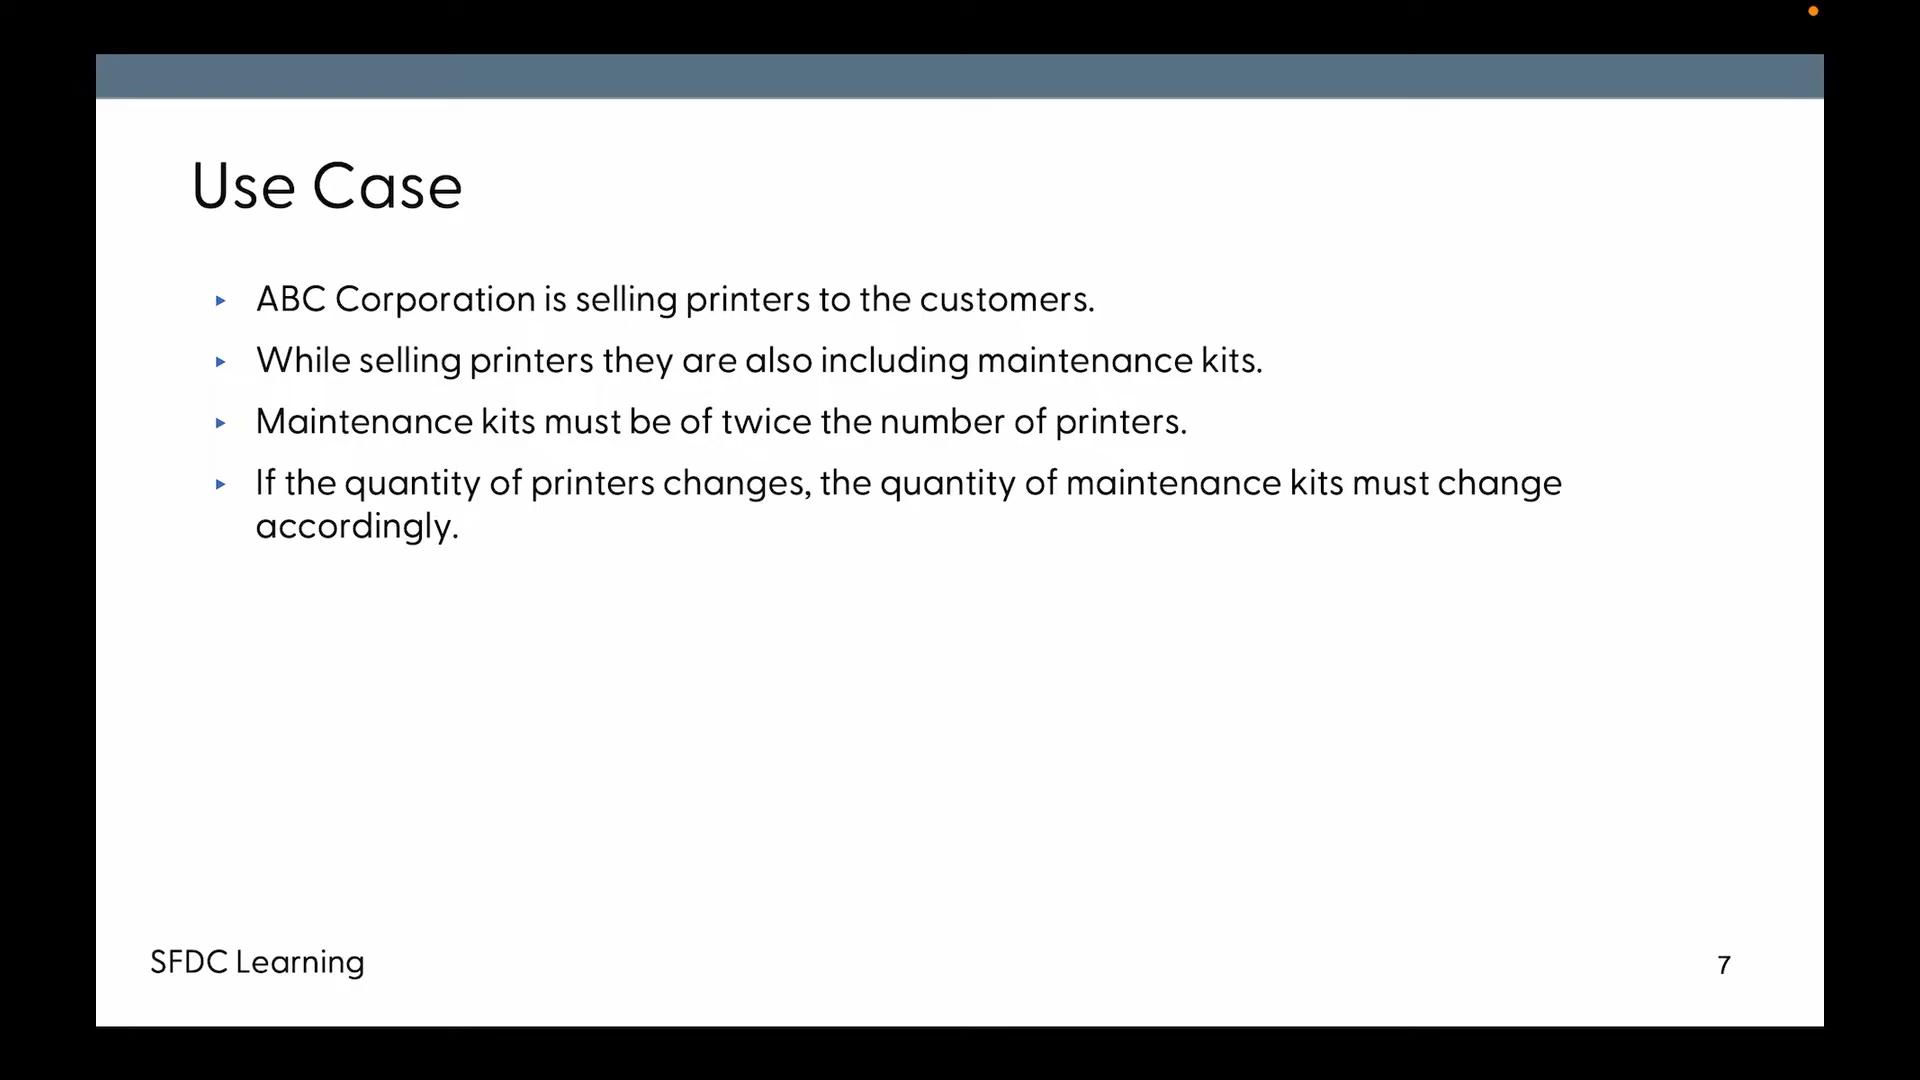 Use Case
ABC Corporation is selling printers to the customers.
While selling printers they are also including maintenance kits.
Maintenance kits must be of twice the number of printers.
If the quantity of printers changes, the quantity of maintenance kits must change
accordingly.
SFDC Learning
7